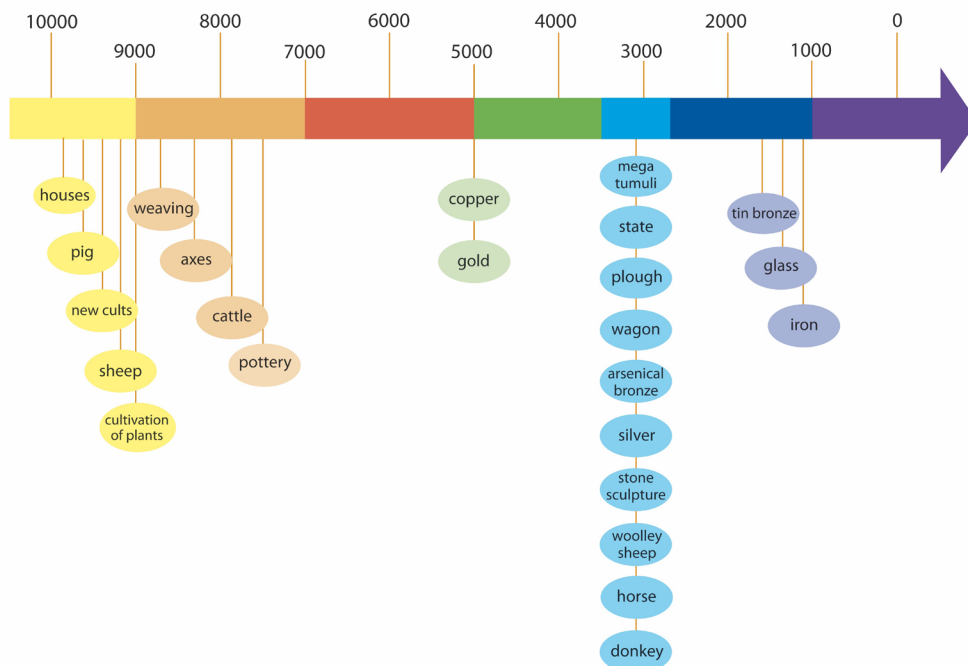 10000
8000
6000
4000
2000
0
9000
7000
5000
3000
1000
houses
pig
new cults
sheep
cultivation
of plants
weaving
axes
cattle
pottery
copper
gold
mega
tumuli
state
plough
wagon
arsenical
bronze
silver
stone
sculpture
woolley
sheep
horse
donkey
tin bronze
glass
iron